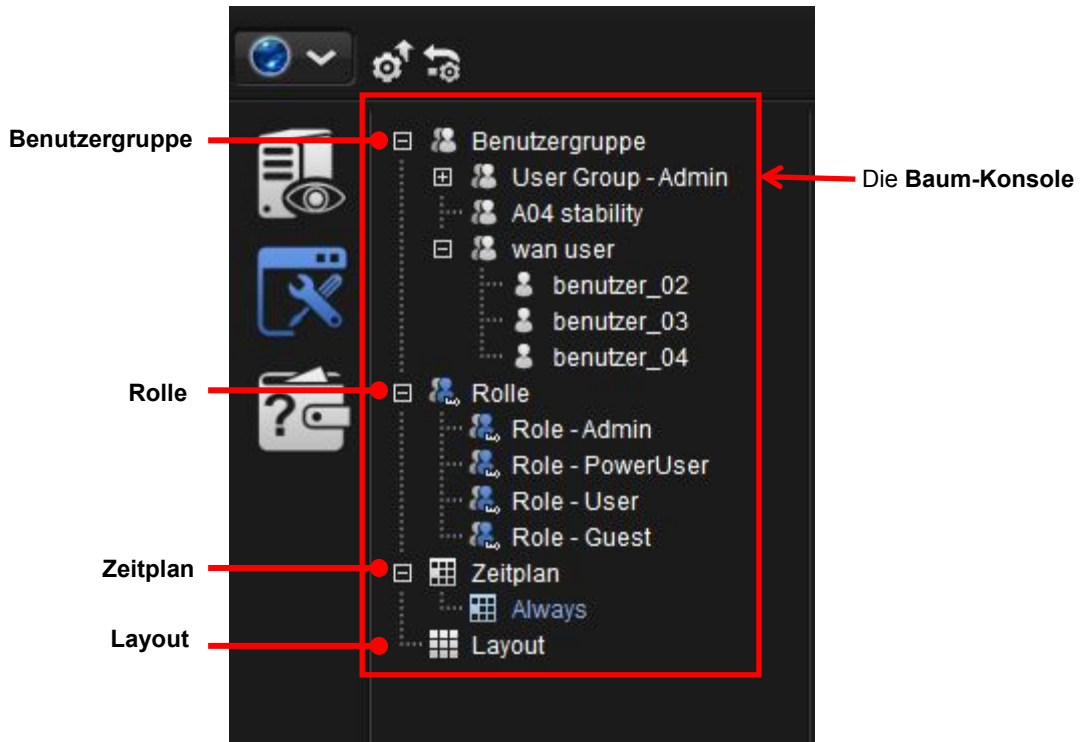 Benutzergruppe
Benutzergruppe
User Group - Admin
Die Baum-Konsole
A04 stability
wan user
benutzer_02
benutzer_03
benutzer_04
Rolle
Rolle
Role - Admin
?
Role - PowerUser
Role - User
Role - Guest
Zeitplan
Zeitplan
Always
Layout
Layout